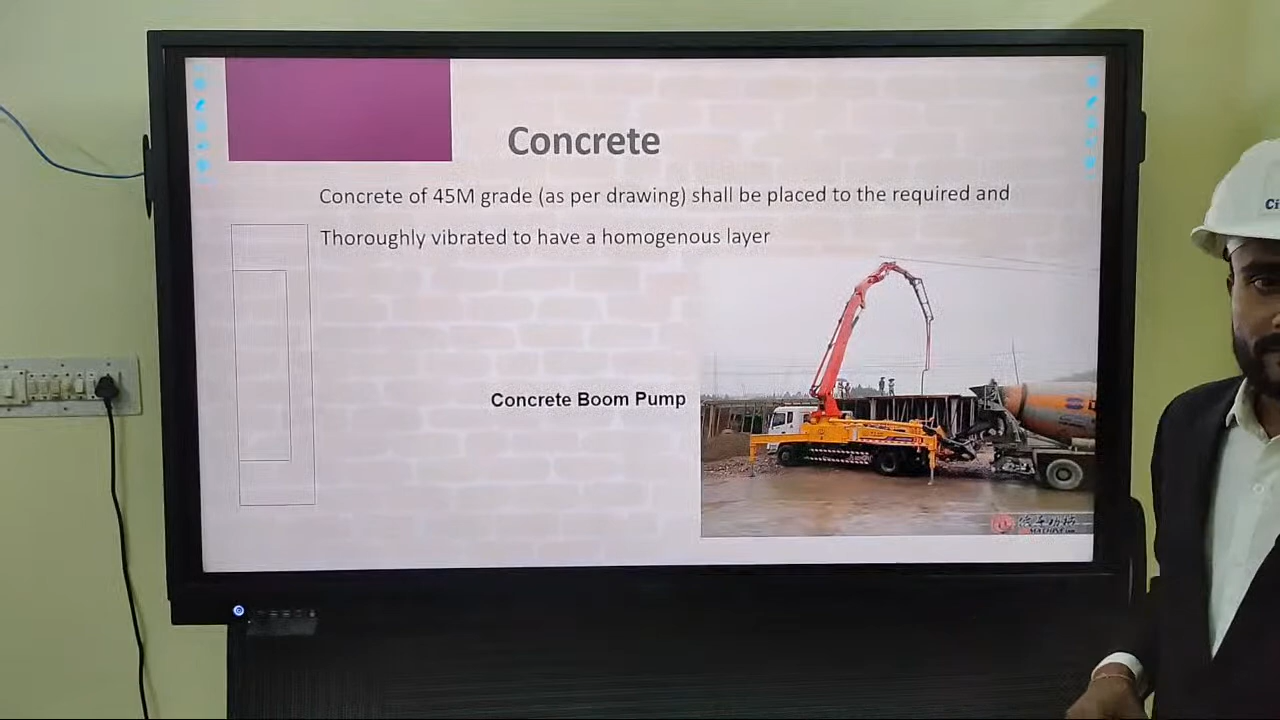 Concrete
Concrete of 45M grade (as per drawing) shall be placed to the required and
Thoroughly vibrated to have a homogenous layer
Concrete Boom Pump